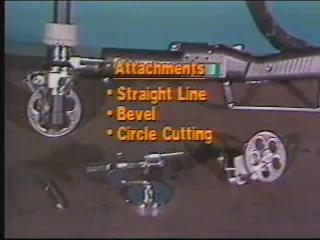 Attachments
• Straight Line
• Bevel
• Circle Cutting